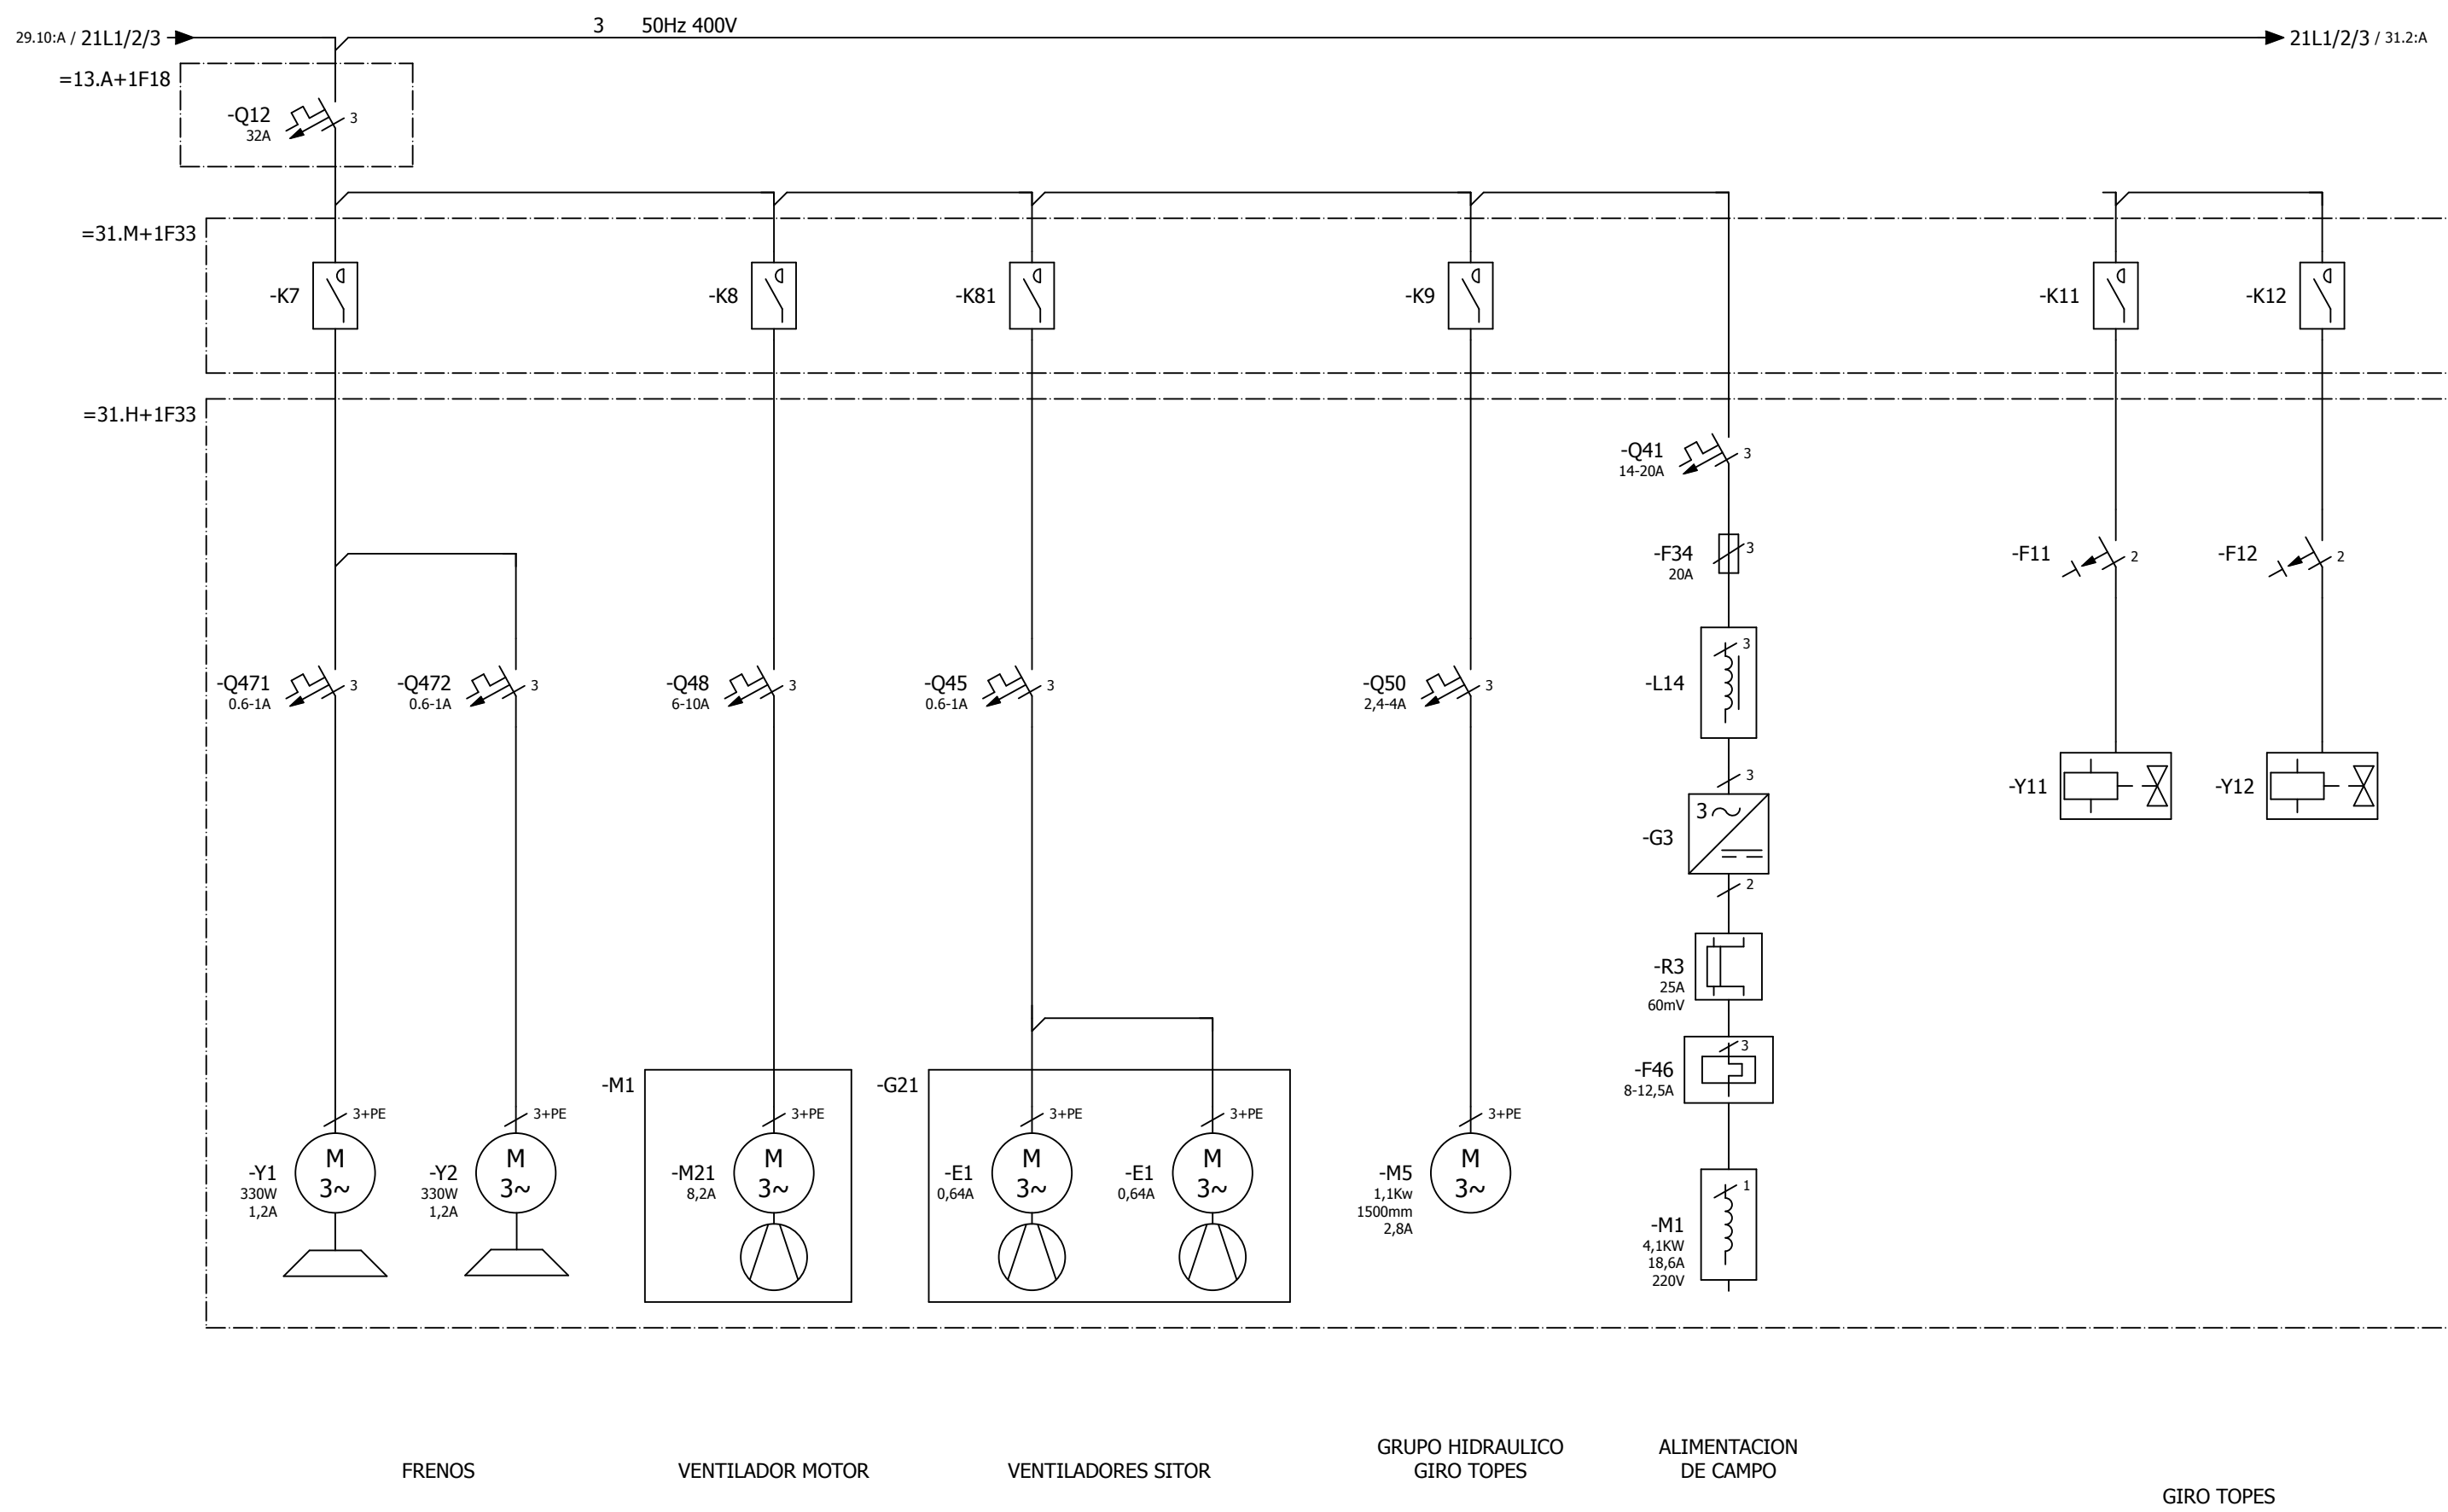 3 50Hz 400V
29.10:A / 21L1/2/3
21L1/2/3 / 31.2:A
=13.A+1F18
-Q12
32A
3
=31.M+1F33
-K7
-K8
-K81
-K9
-K11
-K12
=31.H+1F33
-Q41
14-20A
3
-F34
20A
3
-F11
2
-F12
2
-Q471
0.6-1A
3
-Q472
0.6-1A
3
-Q48
6-10A
3
-Q45
0.6-1A
3
-Q50
2,4-4A
3
-L14
3
3
-Y11
-Y12
-G3
3
2
-R3
25A
60mV
-F46
8-12,5A
3
-M1
-G21
3+PE
3+PE
3+PE
3+PE
3+PE
3+PE
-Y1
330W
1,2A
M
3~
-Y2
330W
1,2A
M
3~
-M21
8,2A
M
3~
-E1
0,64A
M
3~
-E1
0,64A
M
3~
-M5
1,1Kw
1500mm
2,8A
M
3~
-M1
4,1KW
18,6A
220V
1
FRENOS
VENTILADOR MOTOR
VENTILADORES SITOR
GRUPO HIDRAULICO
GIRO TOPES
ALIMENTACION
DE CAMPO
GIRO TOPES